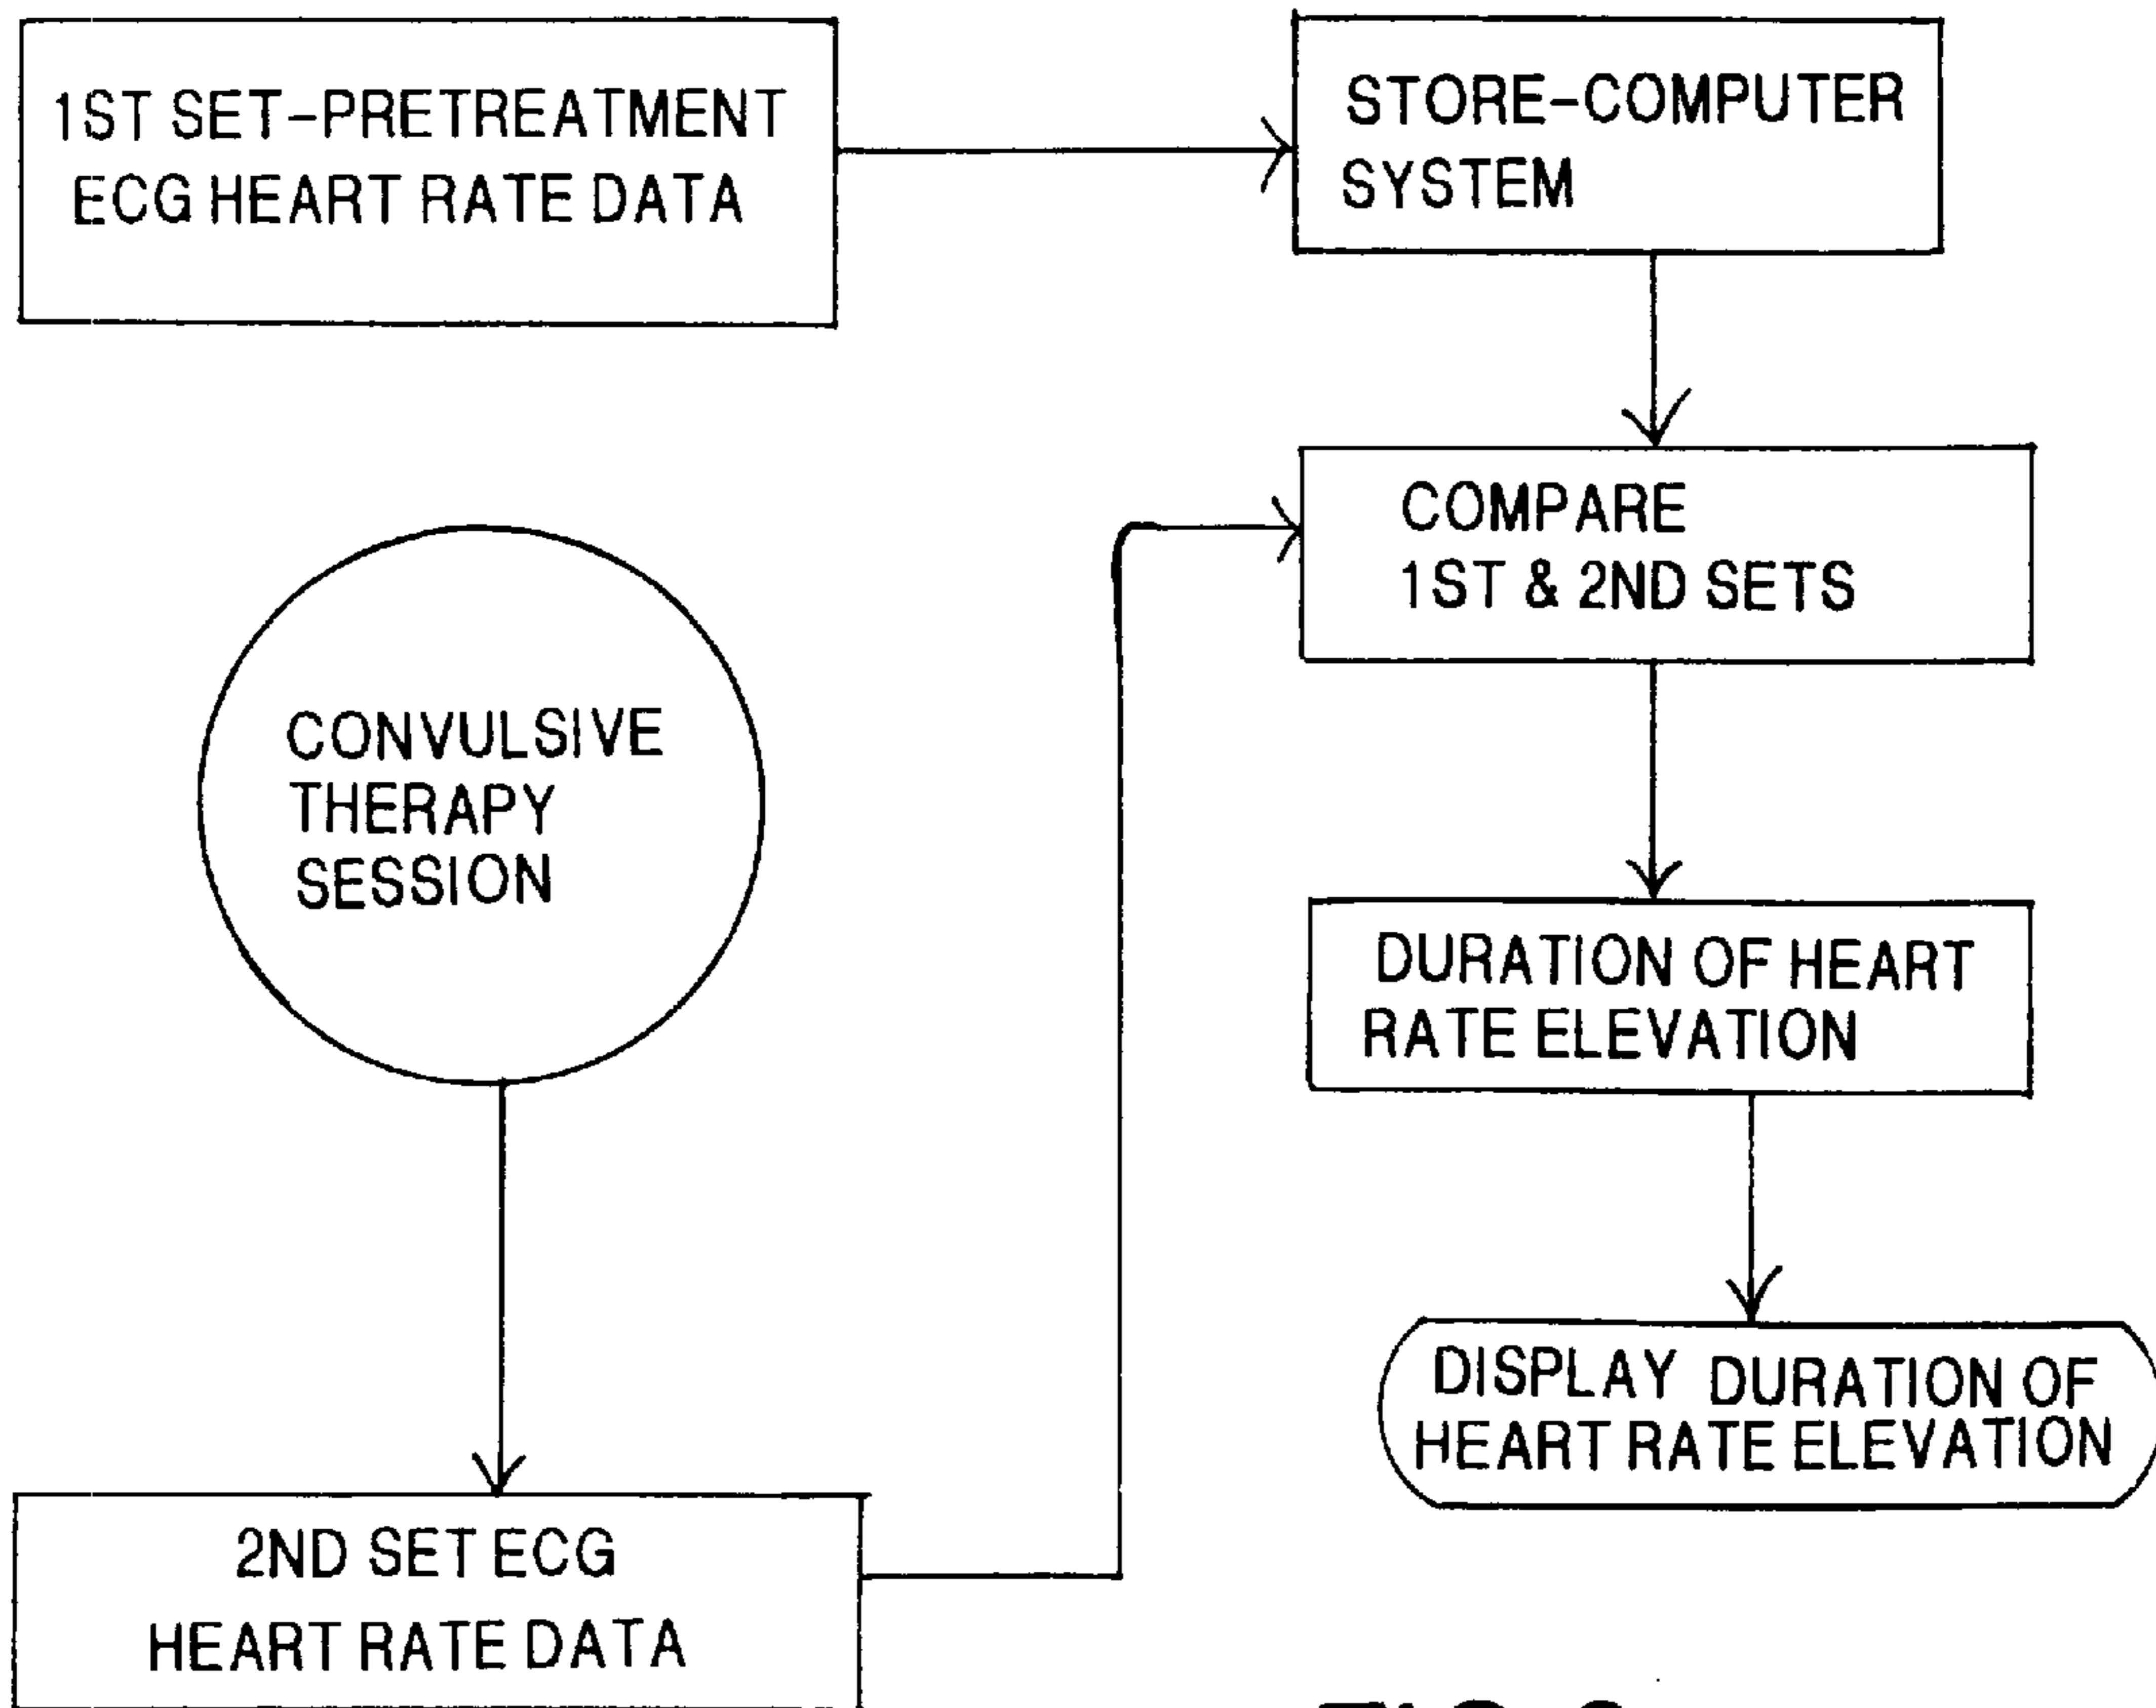 1ST SET-PRETREATMENT
ECG HEART RATE DATA
STORE-COMPUTER
SYSTEM
COMPARE
1ST & 2ND SETS
CONVULSIVE
THERAPY
SESSION
DURATION OF HEART
RATE ELEVATION
DISPLAY DURATION OF
HEART RATE ELEVATION
2ND SET ECG
HEART RATE DATA